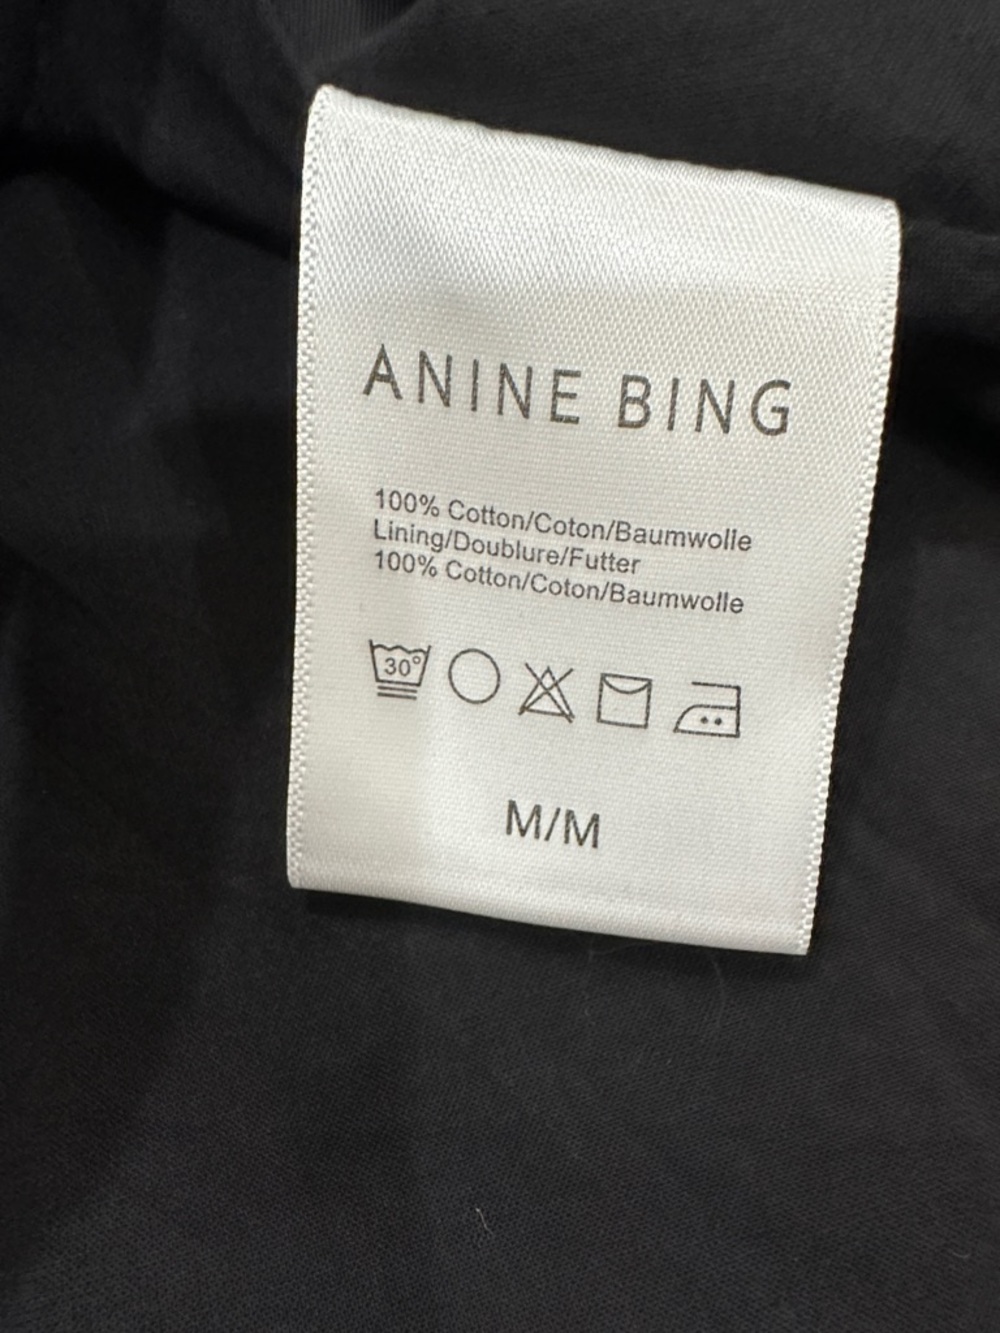 ANINE BING
100% Cotton/Coton/Baumwolle
Lining/Doublure/Futter
100% Cotton/Coton/Baumwolle
30°
M/M